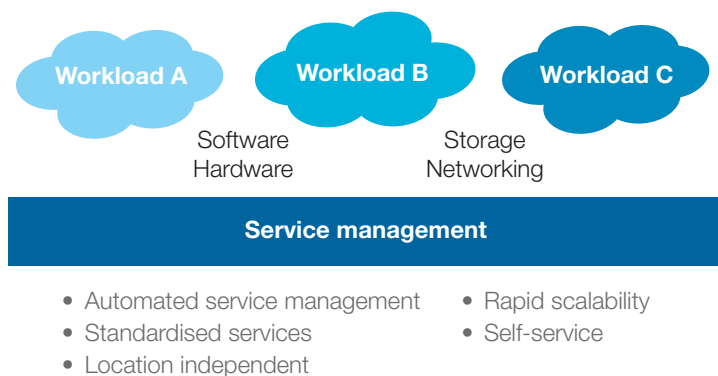 Workload A
Workload B
Workload C
Software
Hardware
Storage
Networking
Service management
• Automated service management
• Standardised services
• Location independent
• Rapid scalability
• Self-service